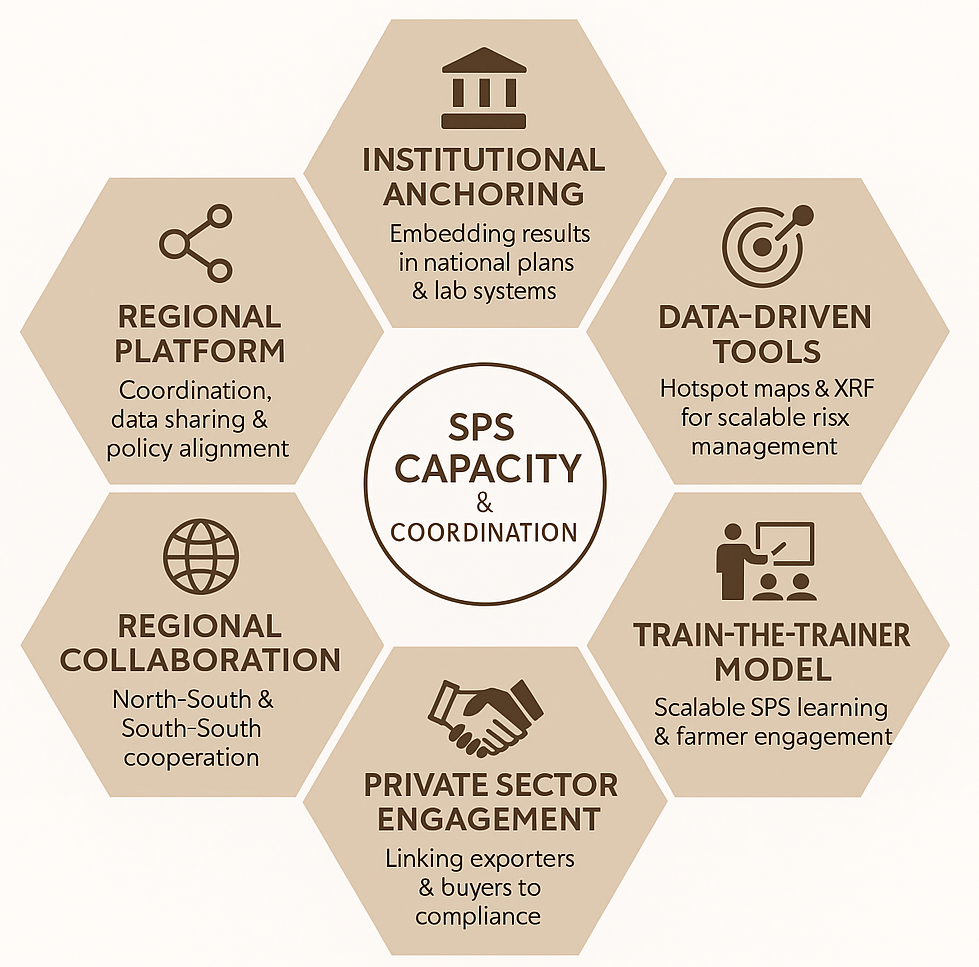 INSTITUTIONAL
ANCHORING
Embedding results
in national plans
& lab systems
REGIONAL
PLATFORM
Coordination,
data sharing &
policy alignment
DATA-DRIVEN
TOOLS
Hotspot maps & XRF
for scalable risx
management
SPS
CAPACITY
&
COORDINATION
REGIONAL
COLLABORATION
North-South &
South-South
cooperation
TRAIN-THE-TRAINER
MODEL
Scalable SPS learning
& farmer engagement
PRIVATE SECTOR
ENGAGEMENT
Linking exporters
& buyers to
compliance